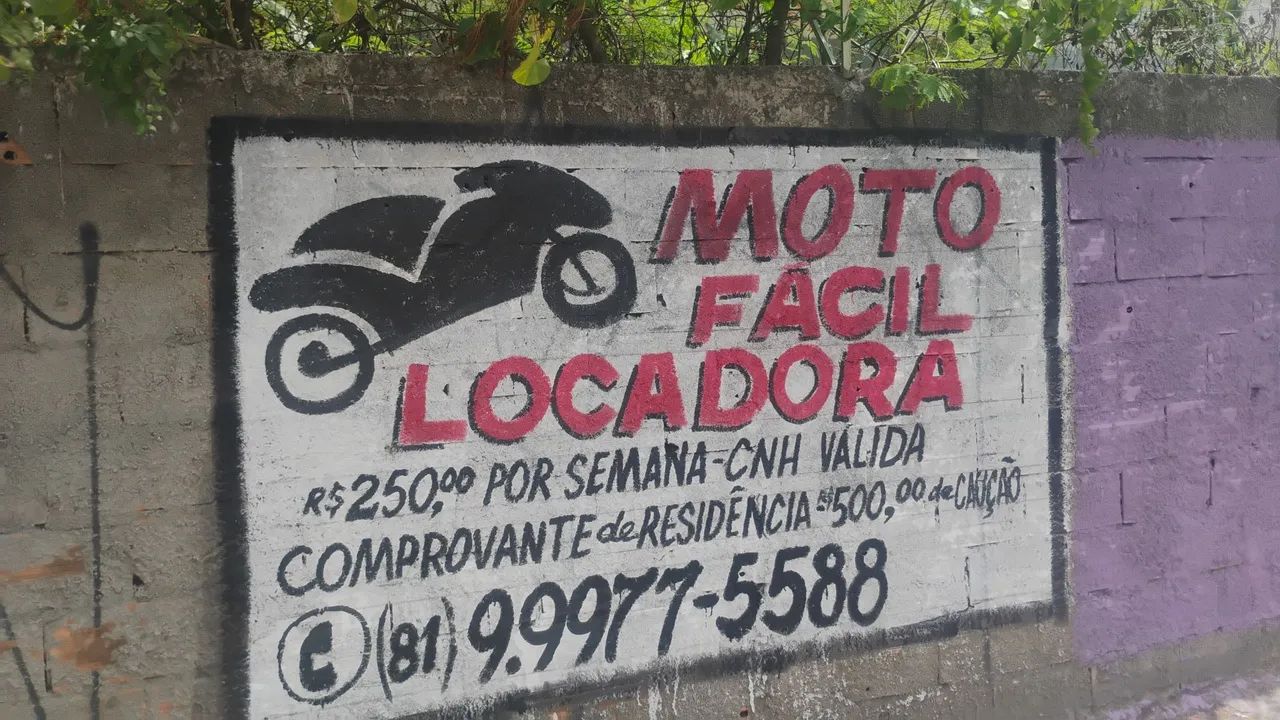 MOTO
FÁCIL
LOCADORA
R$250,00 POR SEMANA-CNH VÁLIDA
COMPROVANTE de RESIDÊNCIA R$500,00 de CAUÇÃO
(81) 9.9977-5588